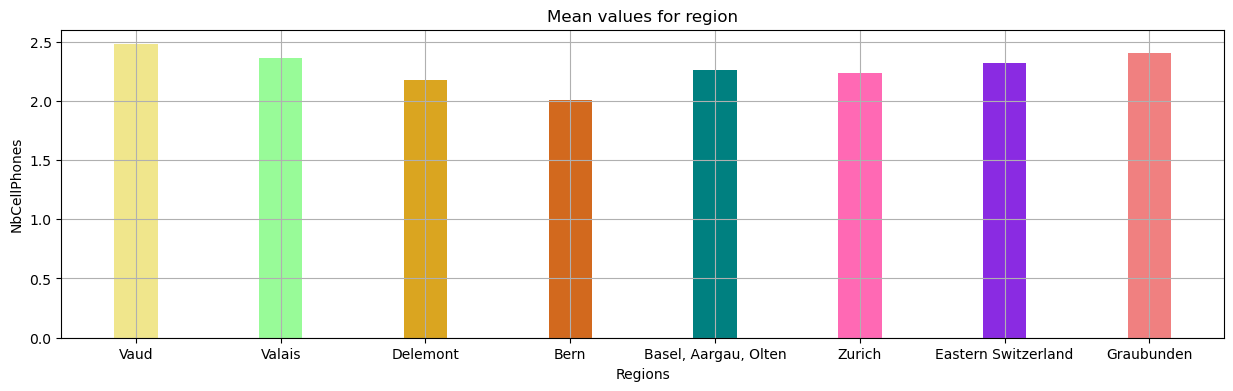 Mean values for region
NbCellPhones
2.5
2.0
1.5
1.0
0.5
0.0
Vaud Valais Delemont Bern Basel, Aargau, Olten Zurich Eastern Switzerland Graubunden
Regions